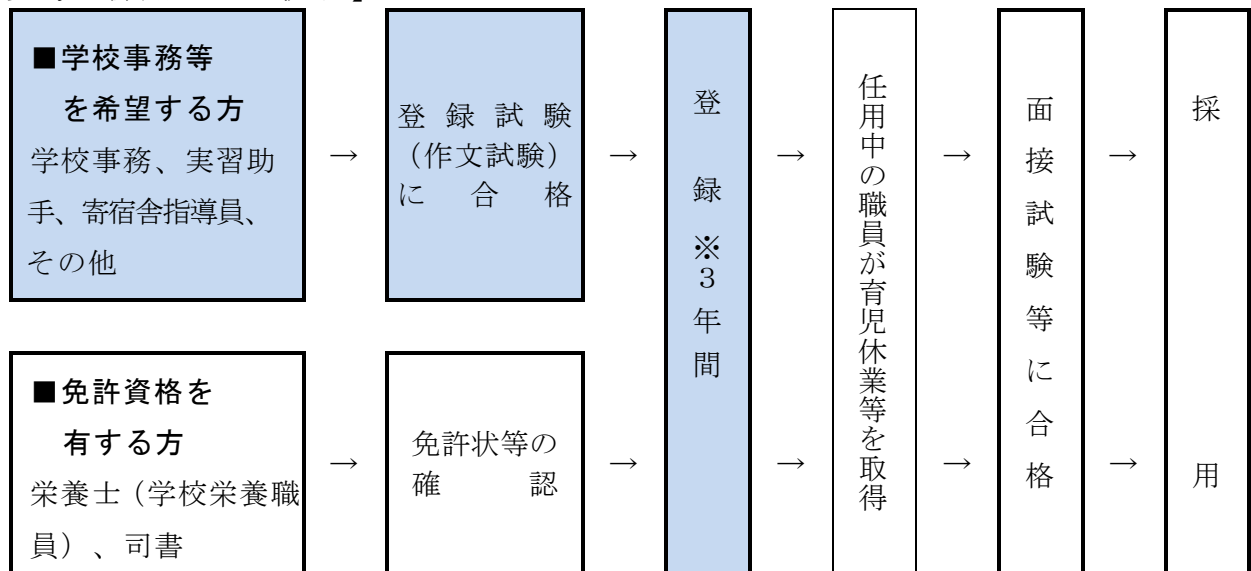 ■学校事務等
を希望する方
学校事務、実習助
手、寄宿舎指導員、
その他
→
登録試験
（作文試験）
に合格
→
登録※3年間
→
任用中の職員が育児休業等を取得
→
面接試験等に合格
→
採用
■免許資格を
有する方
栄養士（学校栄養職
員）、司書
→
免許状等の
確認
→
→
→
→